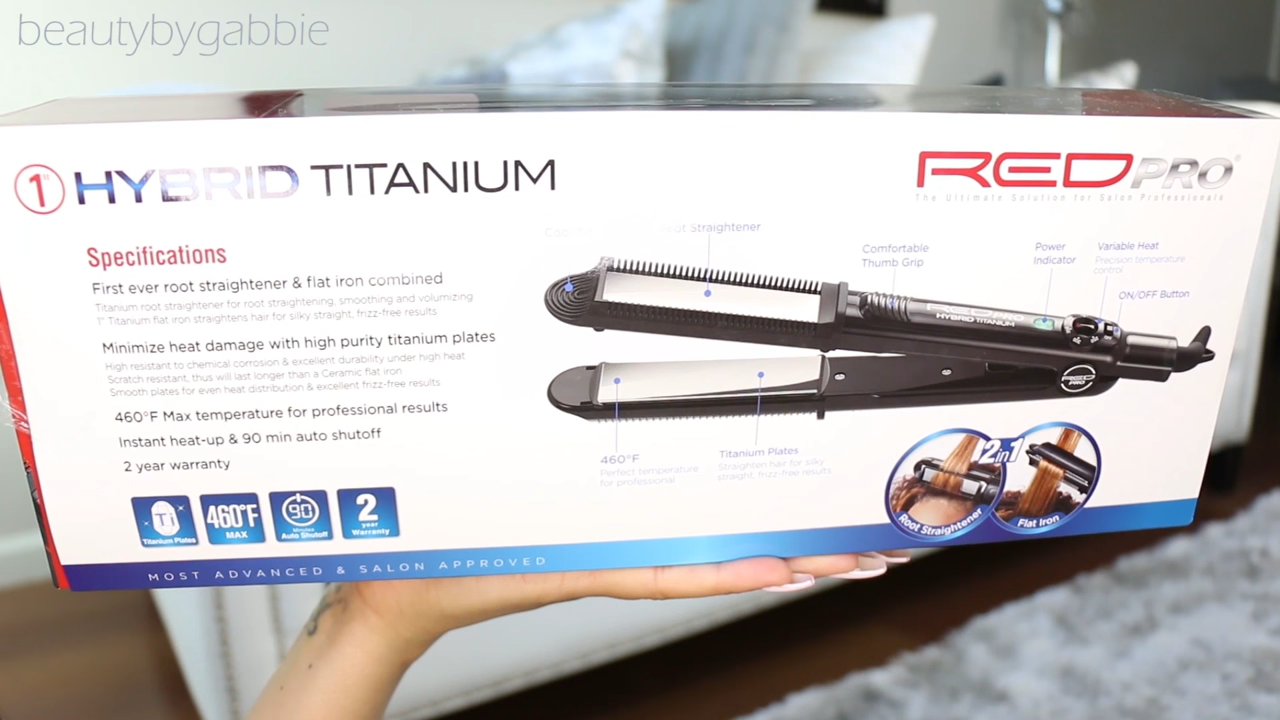 beautybygabbie
1" HYBRID TITANIUM
REDPRO®
The Ultimate Solution for Salon Professionals
Specifications
First ever root straightener & flat iron combined
Titanium root straightener for root straightening, smoothing and volumizing
1" Titanium flat iron straightens hair for silky straight, frizz-free results
Minimize heat damage with high purity titanium plates
High resistant to chemical corrosion & excellent durability under high heat
Scratch resistant, thus will last longer than a Ceramic flat iron
Smooth plates for even heat distribution & excellent frizz-free results
460°F Max temperature for professional results
Instant heat-up & 90 min auto shutoff
2 year warranty
Straightener
Comfortable
Thumb Grip
Power
Indicator
Variable Heat
Precision temperature
control
ON/OFF Button
REDPRO
HYBRID TITANIUM
RED
PRO
460°F
Perfect temperature
for professional
Titanium Plates
Straighten hair for silky
straight, frizz-free results
2in1
Root Straightener
Flat Iron
Ti
Titanium Plates
460°F
MAX
90
Minutes
Auto Shutoff
2
year
Warranty
MOST ADVANCED & SALON APPROVED